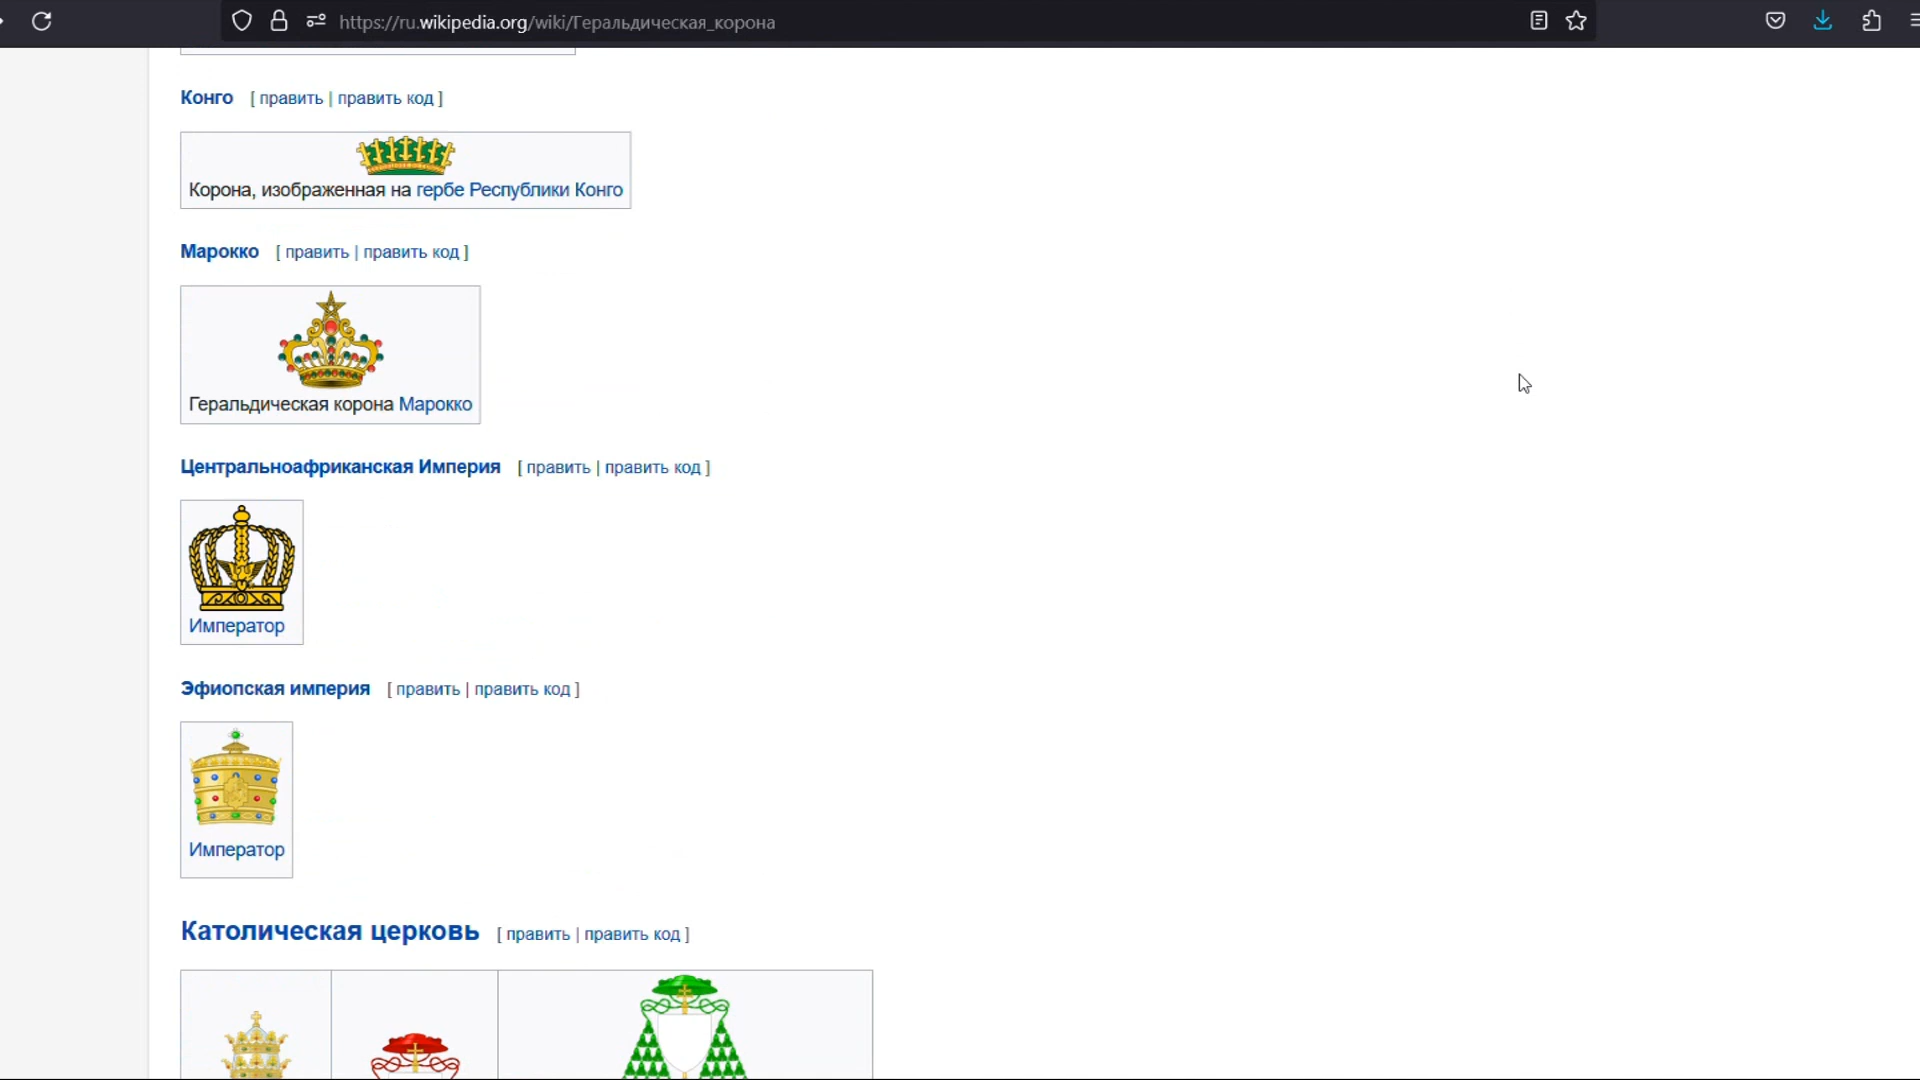 https://ru.wikipedia.org/wiki/Геральдическая_корона
Конго [ править | править код ]
Корона, изображенная на гербе Республики Конго
Марокко [ править | править код ]
Геральдическая корона Марокко
Центральноафриканская Империя [ править | править код ]
Император
Эфиопская империя [ править | править код ]
Император
Католическая церковь [ править | править код ]